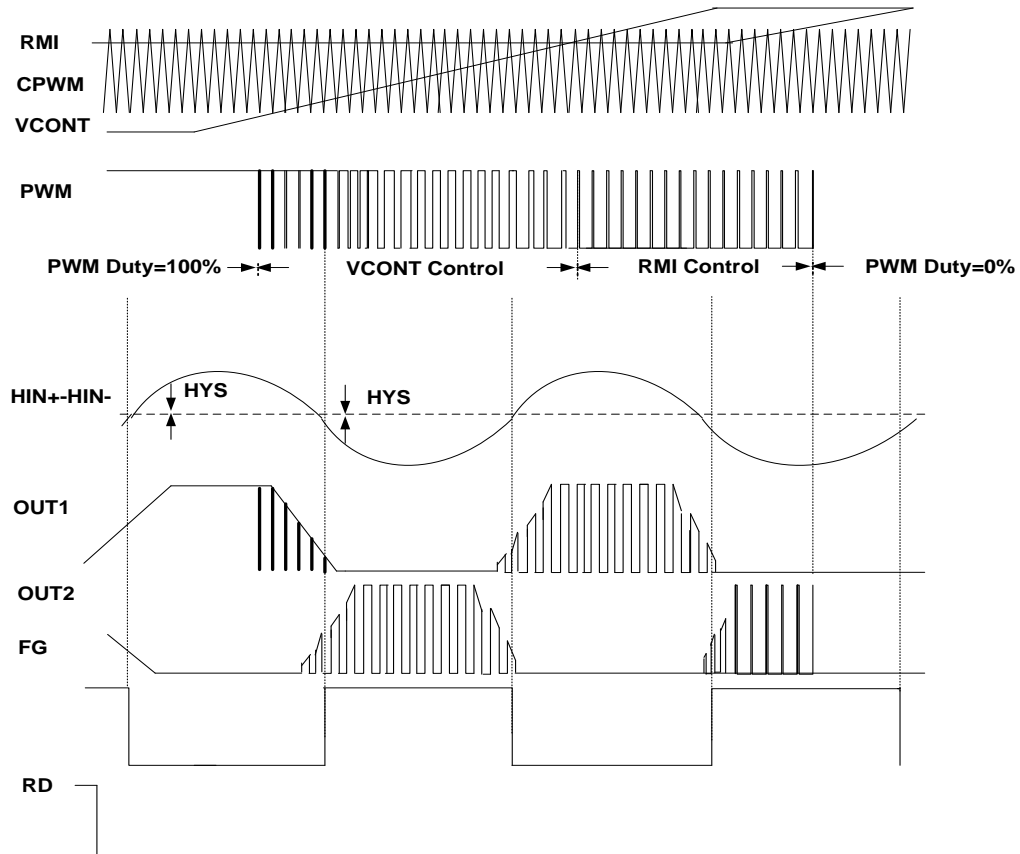 RMI
CPWM
VCONT
PWM
PWM Duty=100%
VCONT Control
RMI Control
PWM Duty=0%
HIN+-HIN-
HYS
HYS
OUT1
OUT2
FG
RD